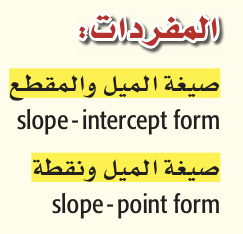 المفردات:
صيغة الميل والمقطع
slope-intercept form
صيغة الميل ونقطة
slope-point form